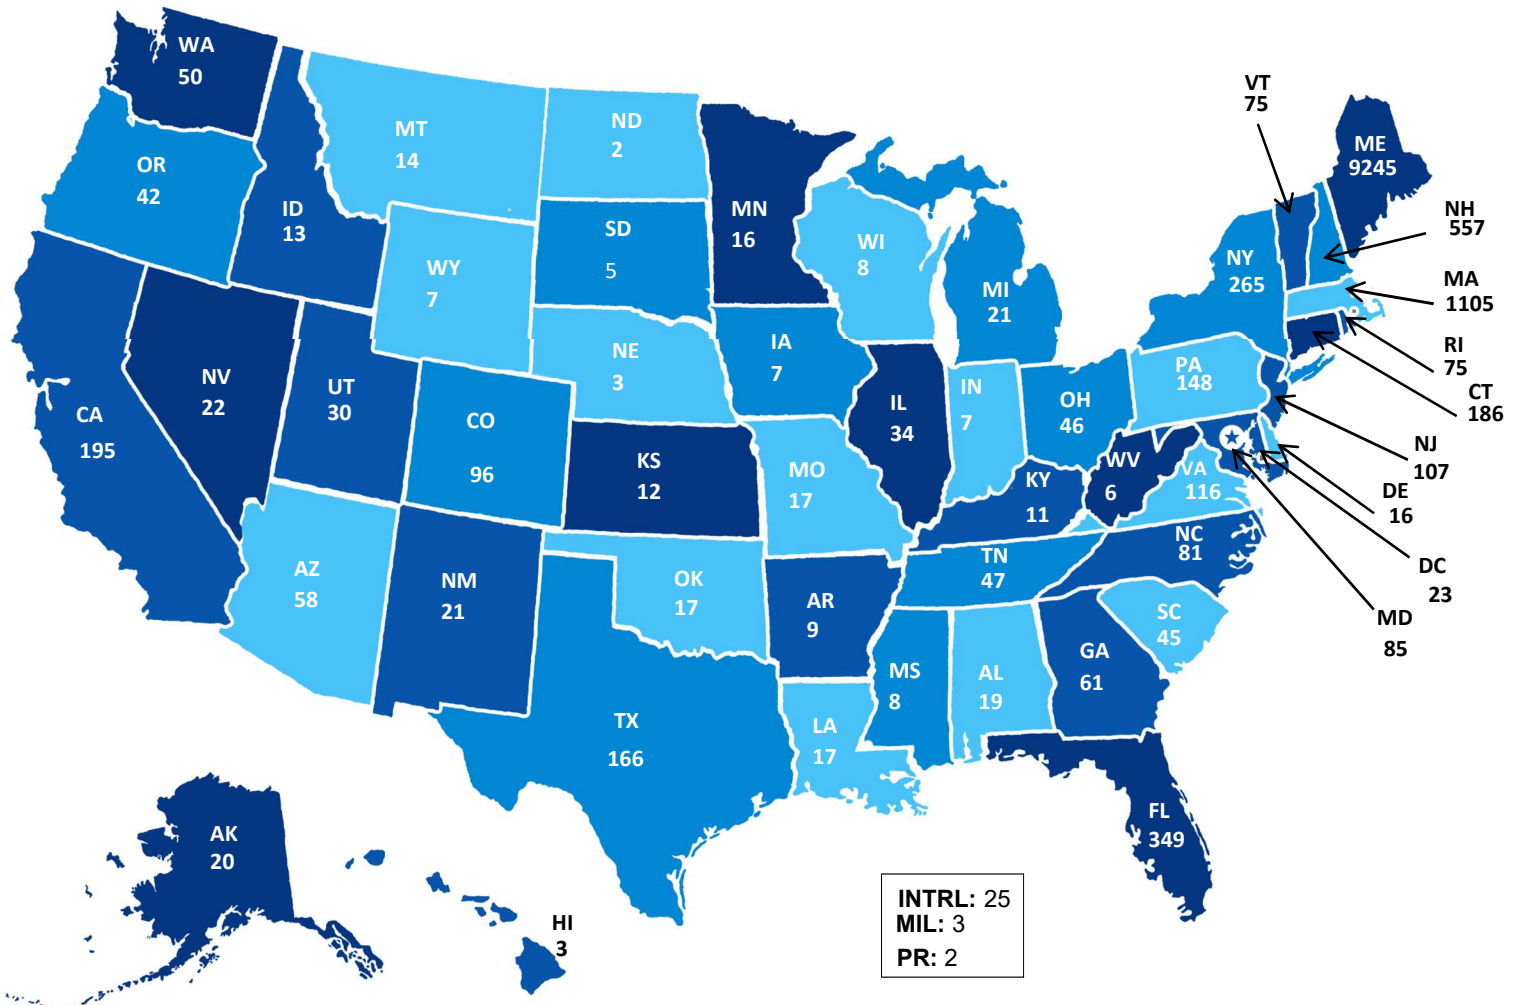 WA
50
OR
42
ID
13
MT
14
ND
2
SD
5
WY
7
NE
3
MN
16
WI
8
IA
7
MI
21
NV
22
UT
30
CO
96
CA
195
KS
12
MO
17
IL
34
IN
7
OH
46
PA
148
NY
265
VT
75
ME
9245
NH
557
MA
1105
RI
75
CT
186
NJ
107
DE
16
DC
23
MD
85
WV
6
VA
116
KY
11
NC
81
TN
47
SC
45
AZ
58
NM
21
OK
17
AR
9
TX
166
LA
17
MS
8
AL
19
GA
61
FL
349
AK
20
HI
3
INTRL: 25
MIL: 3
PR: 2